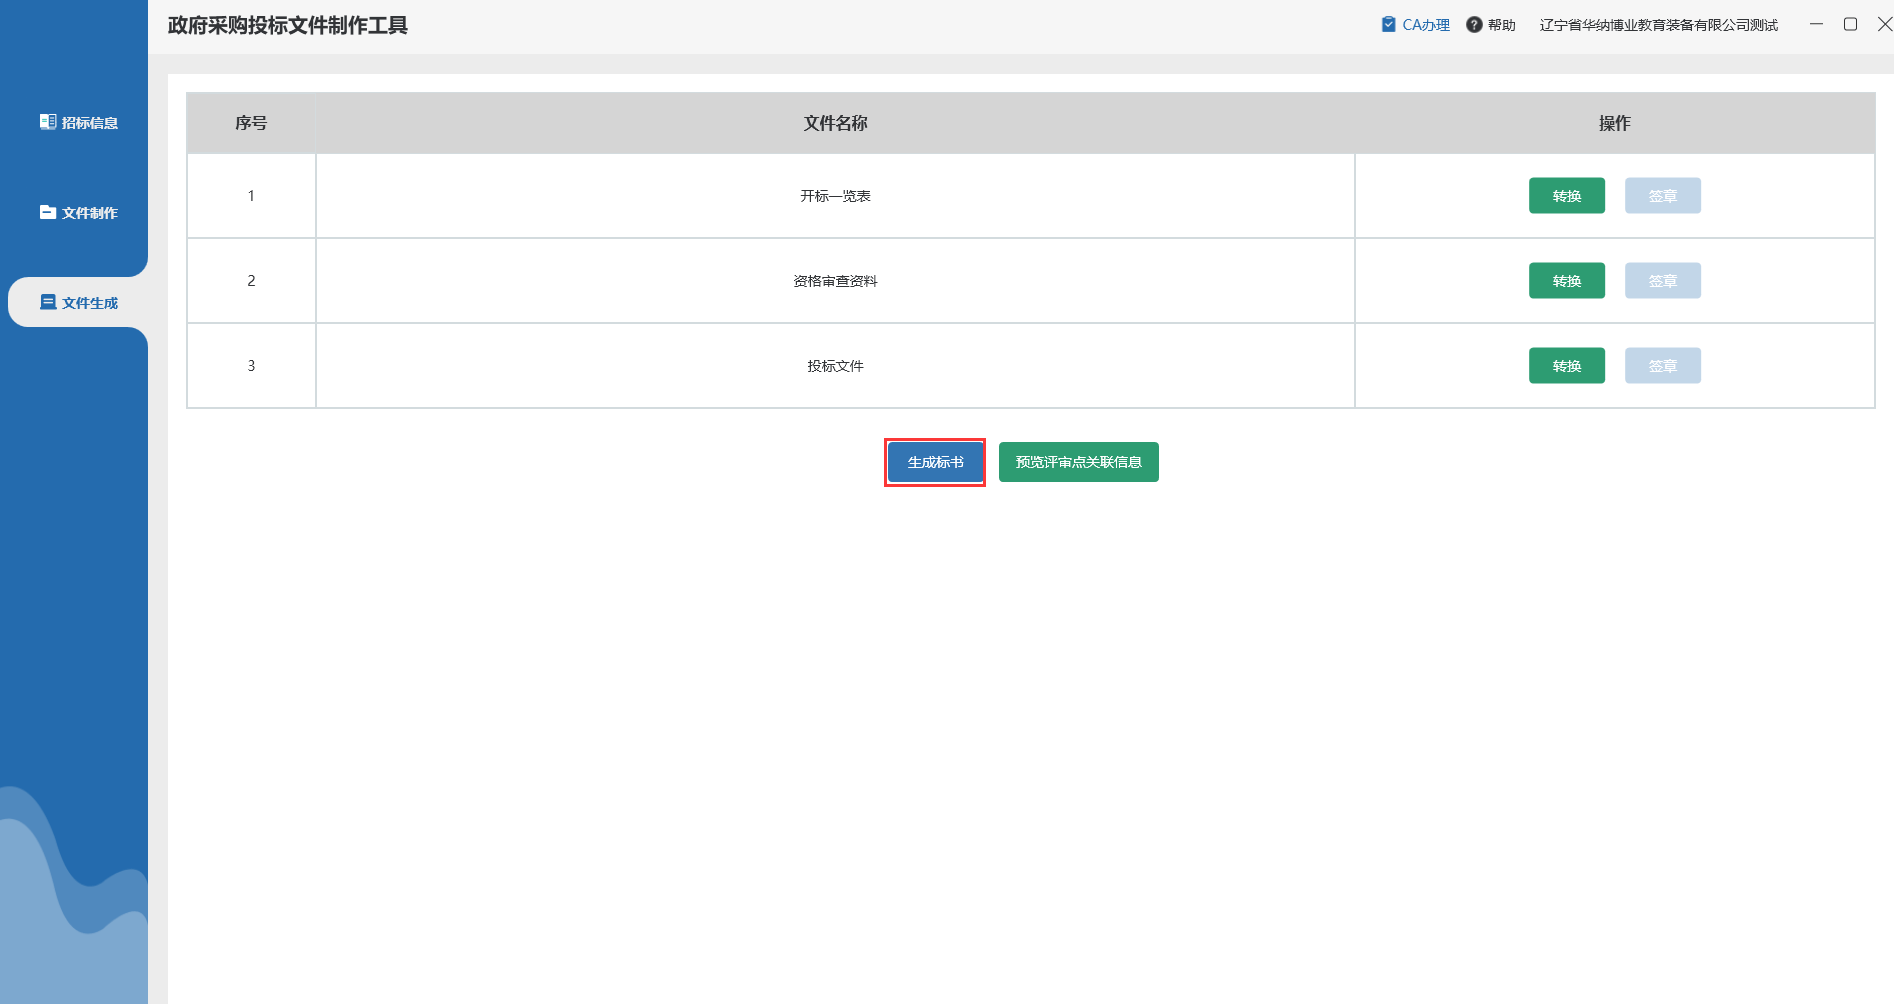 政府采购投标文件制作工具
CA办理 帮助 辽宁省华纳博业教育装备有限公司测试
招标信息
文件制作
文件生成
序号 文件名称 操作
1 开标一览表 转换 签章
2 资格审查资料 转换 签章
3 投标文件 转换 签章
生成标书 预览评审点关联信息